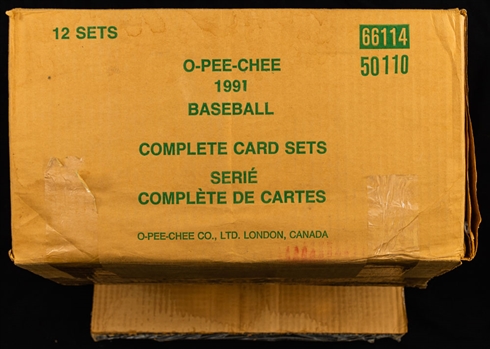 12 SETS
66114
50110
O-PEE-CHEE
1991
BASEBALL
COMPLETE CARD SETS
SERIÉ
COMPLÈTE DE CARTES
O-PEE-CHEE CO., LTD. LONDON, CANADA